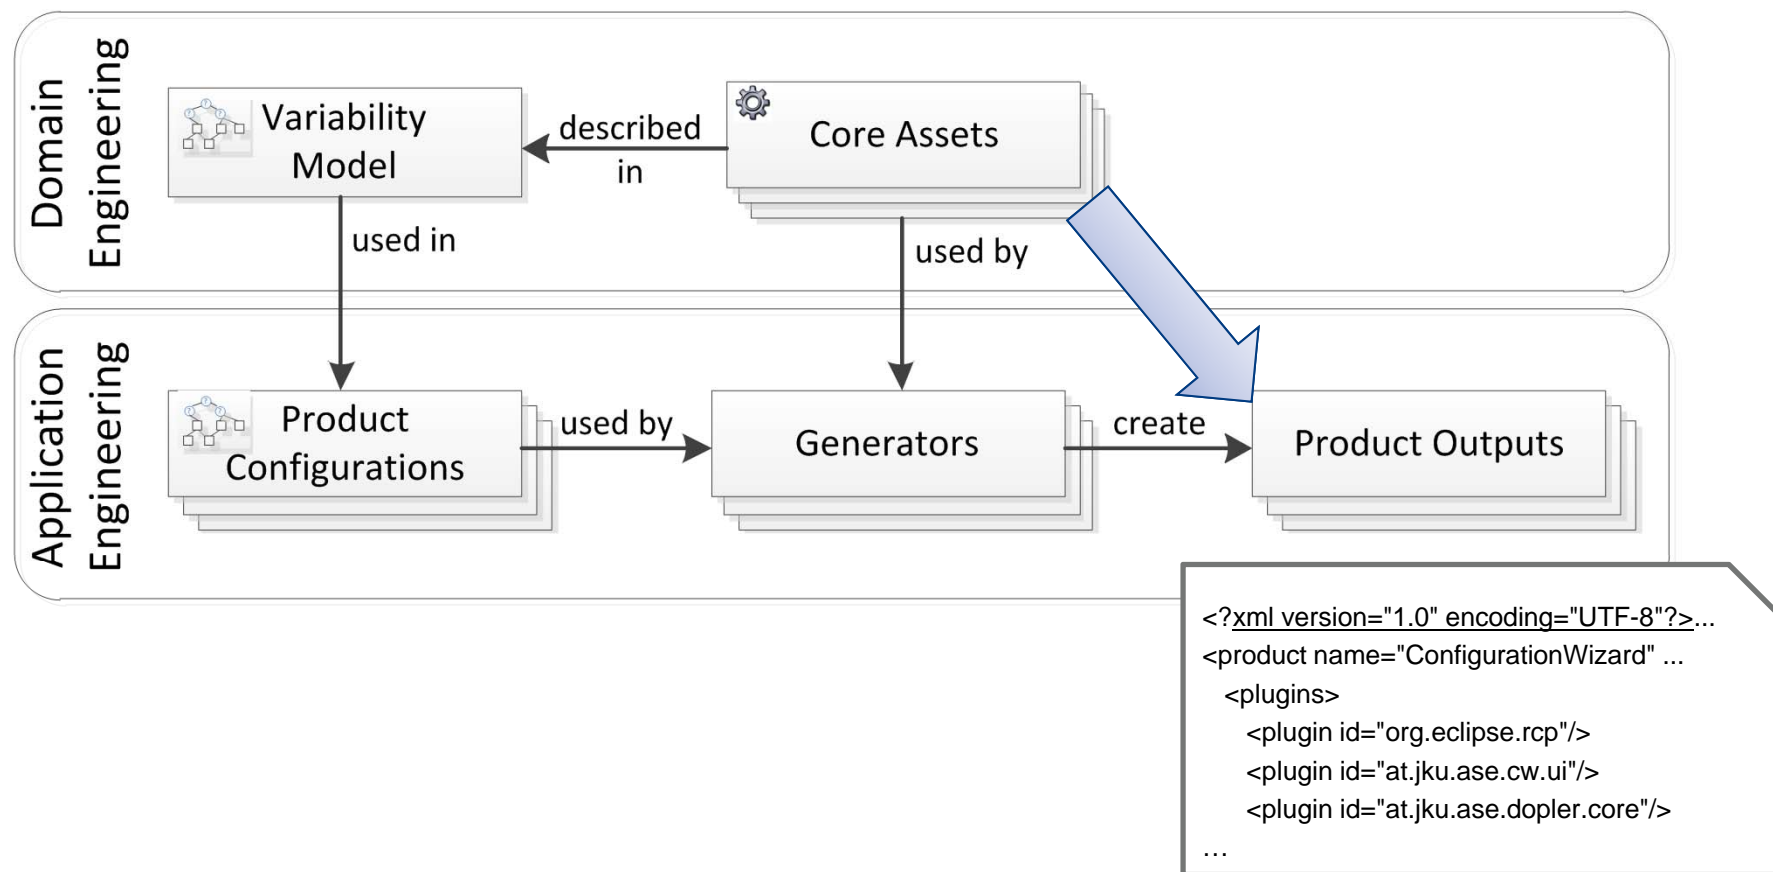 Domain
Engineering
Variability
Model
described
in
Core Assets
used in
used by
Application
Engineering
Product
Configurations
used by
Generators
create
Product Outputs
<?xml version="1.0" encoding="UTF-8"?>...
<product name="ConfigurationWizard" ...
<plugins>
<plugin id="org.eclipse.rcp"/>
<plugin id="at.jku.ase.cw.ui"/>
<plugin id="at.jku.ase.dopler.core"/>
…